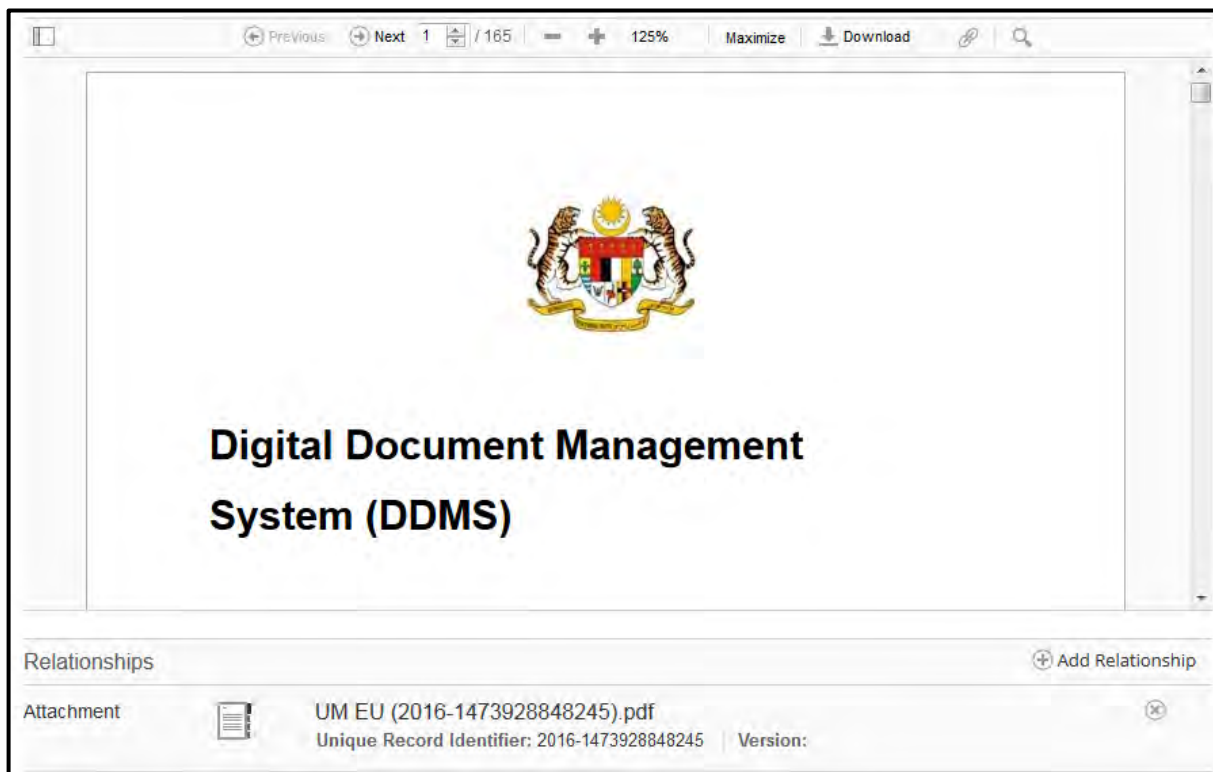 Previous Next 1 / 165 125% Maximize Download
Digital Document Management
System (DDMS)
Relationships Add Relationship
Attachment UM EU (2016-1473928848245).pdf
Unique Record Identifier: 2016-1473928848245 Version: